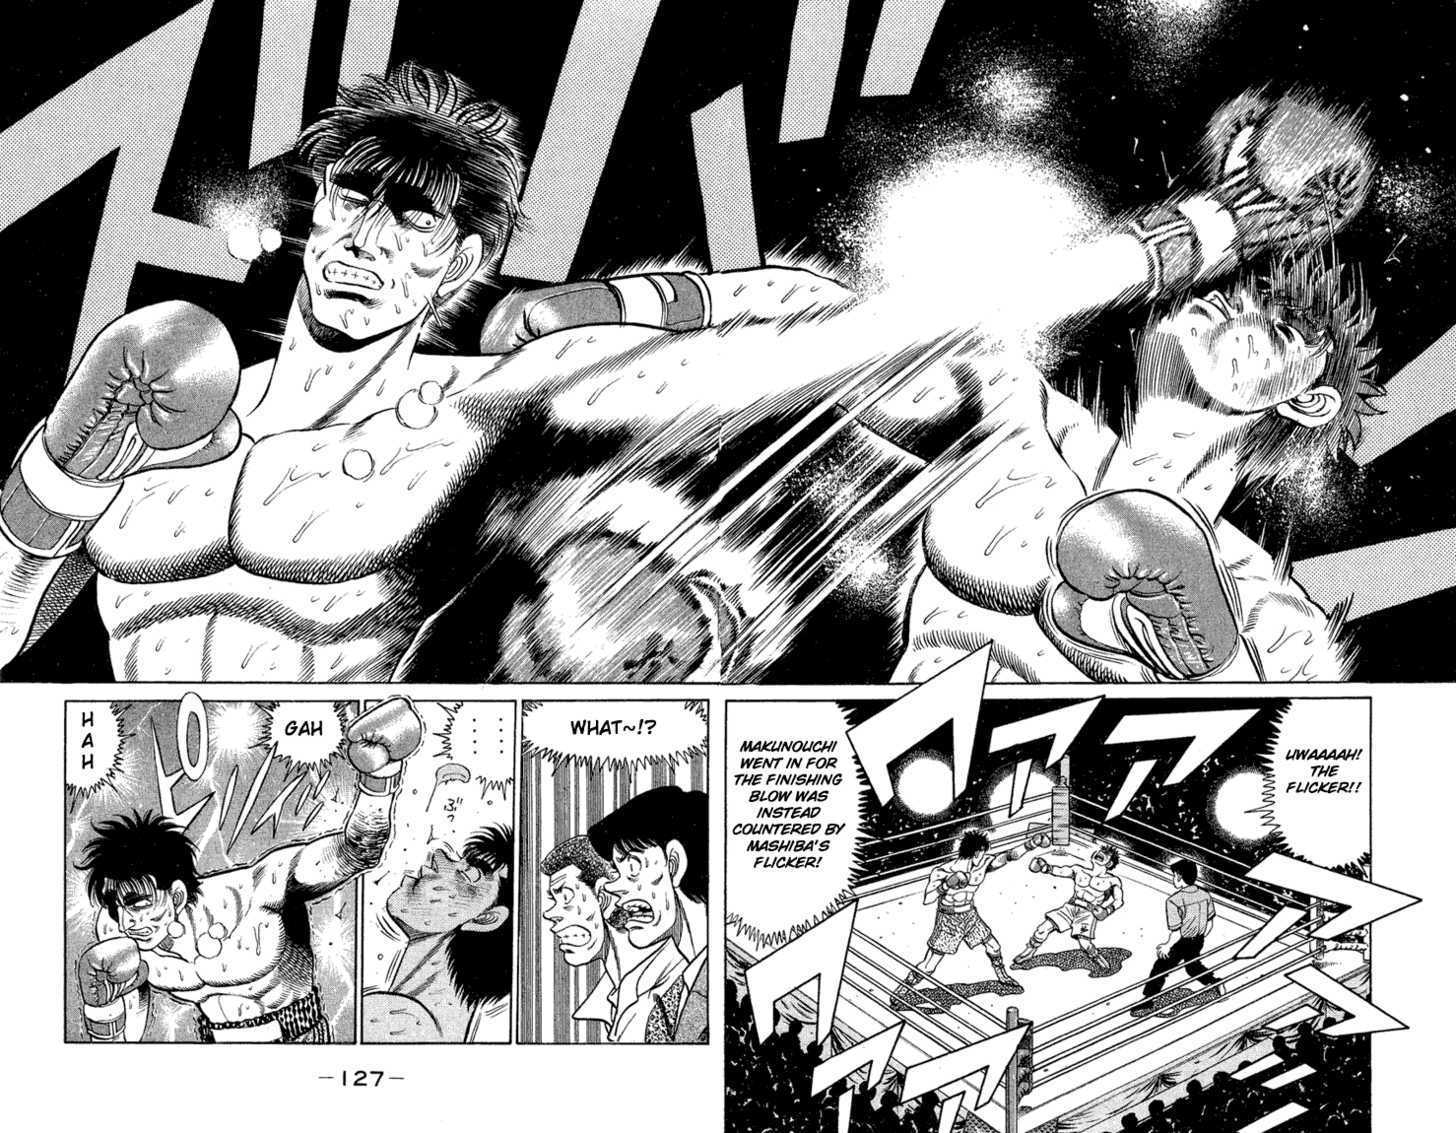 UWAAAAH!
THE
FLICKER!!
MAKUNOUCHI
WENT IN FOR
THE FINISHING
BLOW WAS
INSTEAD
COUNTERED BY
MASHIBA'S
FLICKER!
WHAT~!?
GAH
H
A
H
—127—